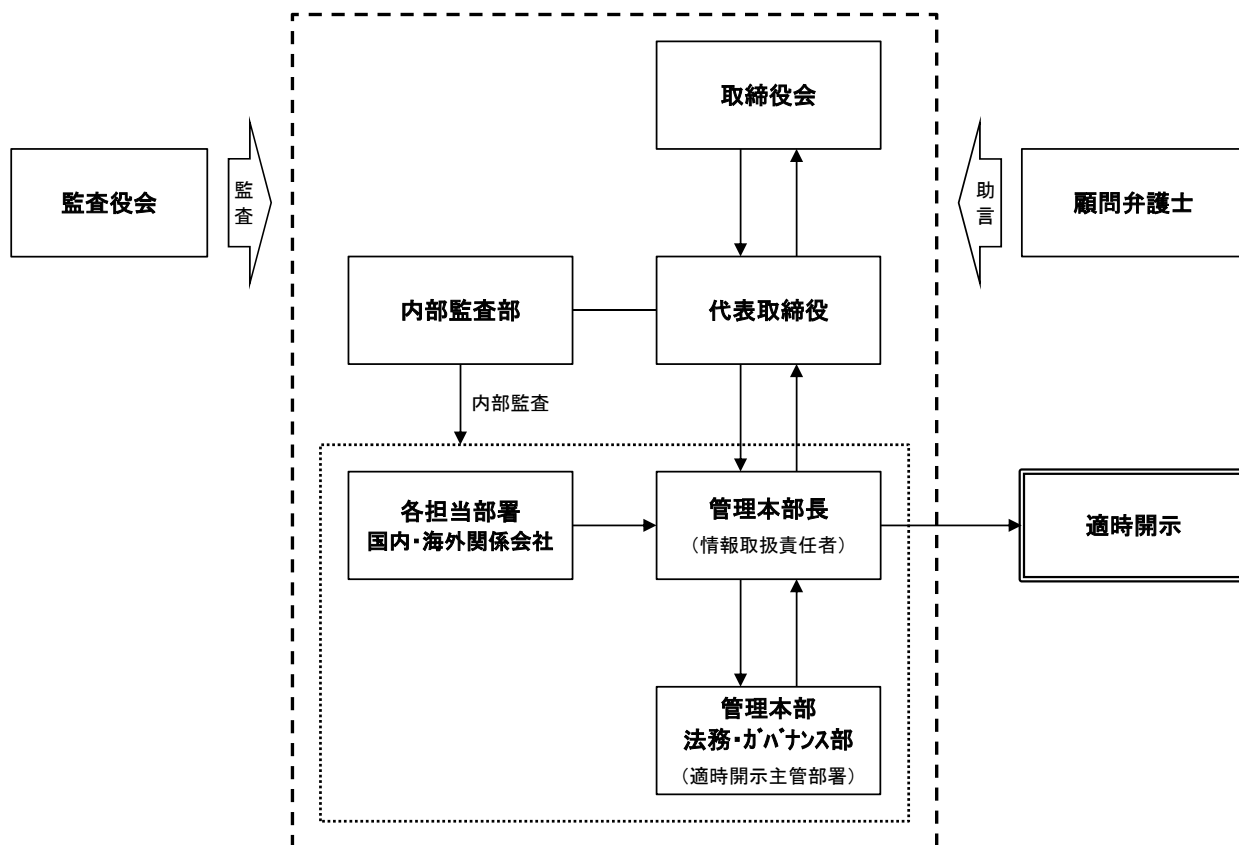 取締役会
監査役会
監査
助言
顧問弁護士
内部監査部
代表取締役
内部監査
各担当部署
国内・海外関係会社
管理本部長
（情報取扱責任者）
適時開示
管理本部
法務・ガバナンス部
（適時開示主管部署）